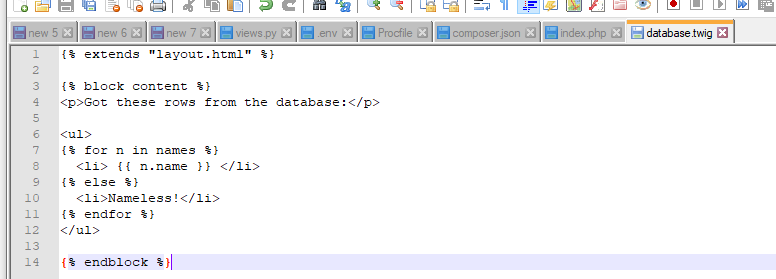 new 5 new 6 new 7 views.py .env Procfile composer.json index.php database.twig
1 {% extends "layout.html" %}
2
3 {% block content %}
4 <p>Got these rows from the database:</p>
5
6 <ul>
7 {% for n in names %}
8 <li> {{ n.name }} </li>
9 {% else %}
10 <li>Nameless!</li>
11 {% endfor %}
12 </ul>
13
14 {% endblock %}